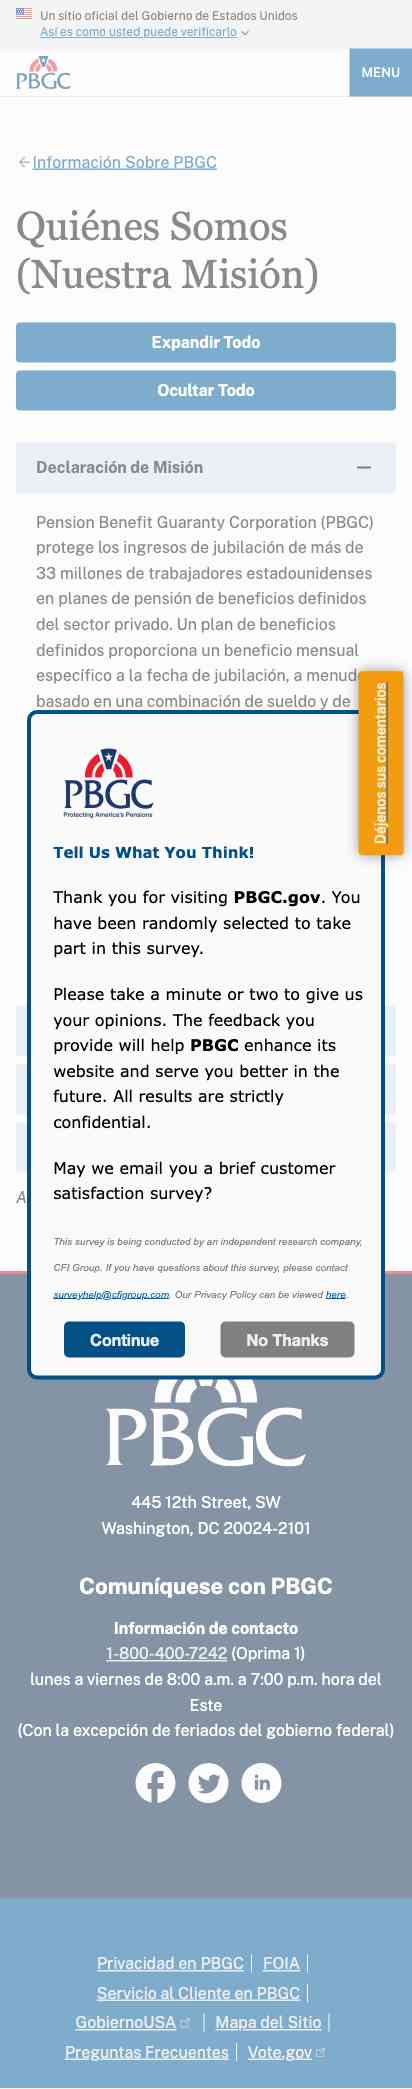 Un sitio oficial del Gobierno de Estados Unidos
Así es como usted puede verificarlo
PBGC
MENU
Información Sobre PBGC
Quiénes Somos
(Nuestra Misión)
Expandir Todo
Ocultar Todo
Declaración de Misión
Pension Benefit Guaranty Corporation (PBGC)
protege los ingresos de jubilación de más de
33 millones de trabajadores estadounidenses
en planes de pensión de beneficios definidos
del sector privado. Un plan de beneficios
definidos proporciona un beneficio mensual
específico a la fecha de jubilación, a menudo
basado en una combinación de sueldo y de
Déjenos sus comentarios
PBGC
Protecting America's Pensions
Tell Us What You Think!
Thank you for visiting PBGC.gov. You
have been randomly selected to take
part in this survey.
Please take a minute or two to give us
your opinions. The feedback you
provide will help PBGC enhance its
website and serve you better in the
future. All results are strictly
confidential.
May we email you a brief customer
satisfaction survey?
This survey is being conducted by an independent research company,
CFI Group. If you have questions about this survey, please contact
surveyhelp@cfigroup.com. Our Privacy Policy can be viewed here.
Continue
No Thanks
PBGC
445 12th Street, SW
Washington, DC 20024-2101
Comuníquese con PBGC
Información de contacto
1-800-400-7242 (Oprima 1)
lunes a viernes de 8:00 a.m. a 7:00 p.m. hora del
Este
(Con la excepción de feriados del gobierno federal)
Privacidad en PBGC | FOIA |
Servicio al Cliente en PBGC |
GobiernoUSA | Mapa del Sitio |
Preguntas Frecuentes | Vote.gov